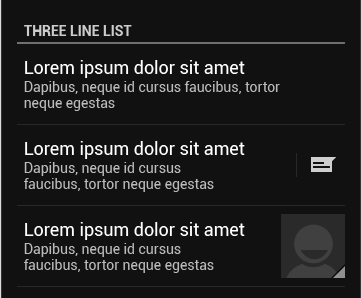 THREE LINE LIST
Lorem ipsum dolor sit amet
Dapibus, neque id cursus faucibus, tortor
neque egestas
Lorem ipsum dolor sit amet
Dapibus, neque id cursus
faucibus, tortor neque egestas
Lorem ipsum dolor sit amet
Dapibus, neque id cursus
faucibus, tortor neque egestas